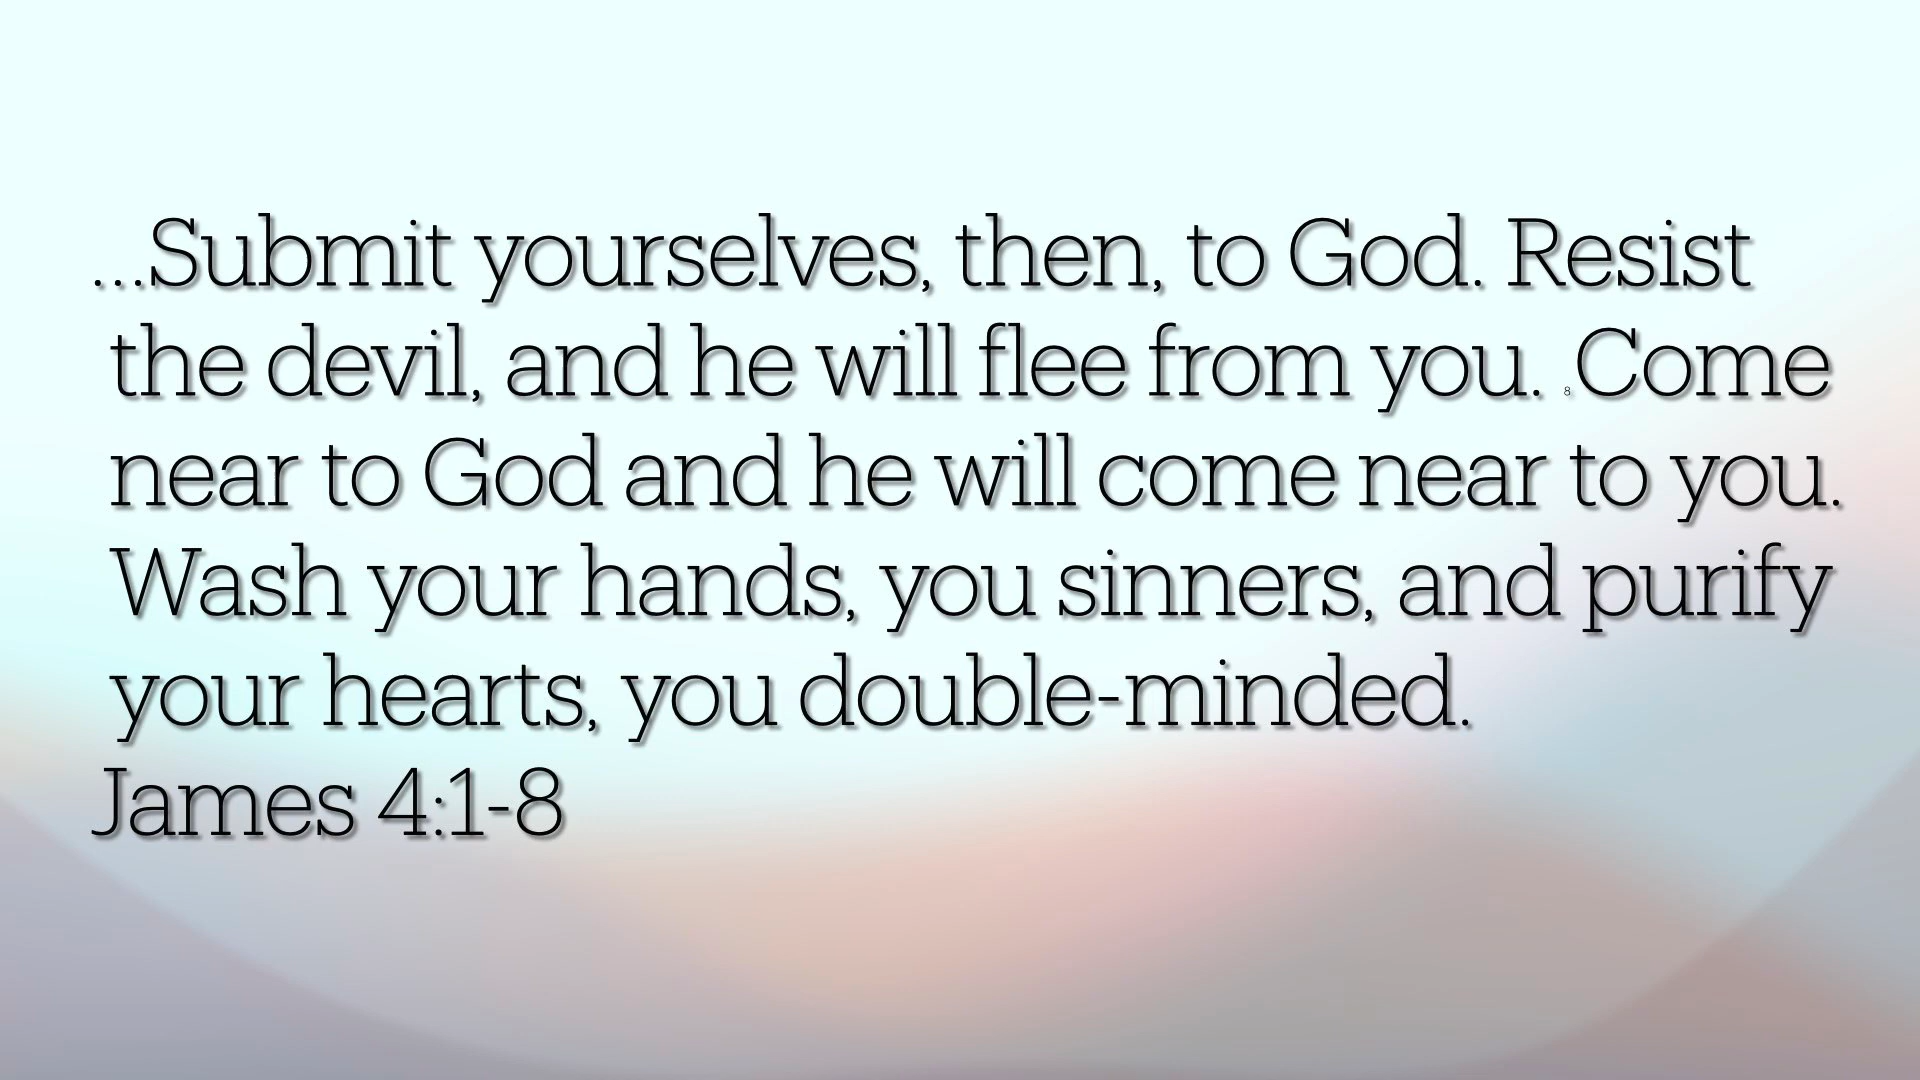 ...Submit yourselves, then, to God. Resist
the devil, and he will flee from you. 8 Come
near to God and he will come near to you.
Wash your hands, you sinners, and purify
your hearts, you double-minded.
James 4:1-8